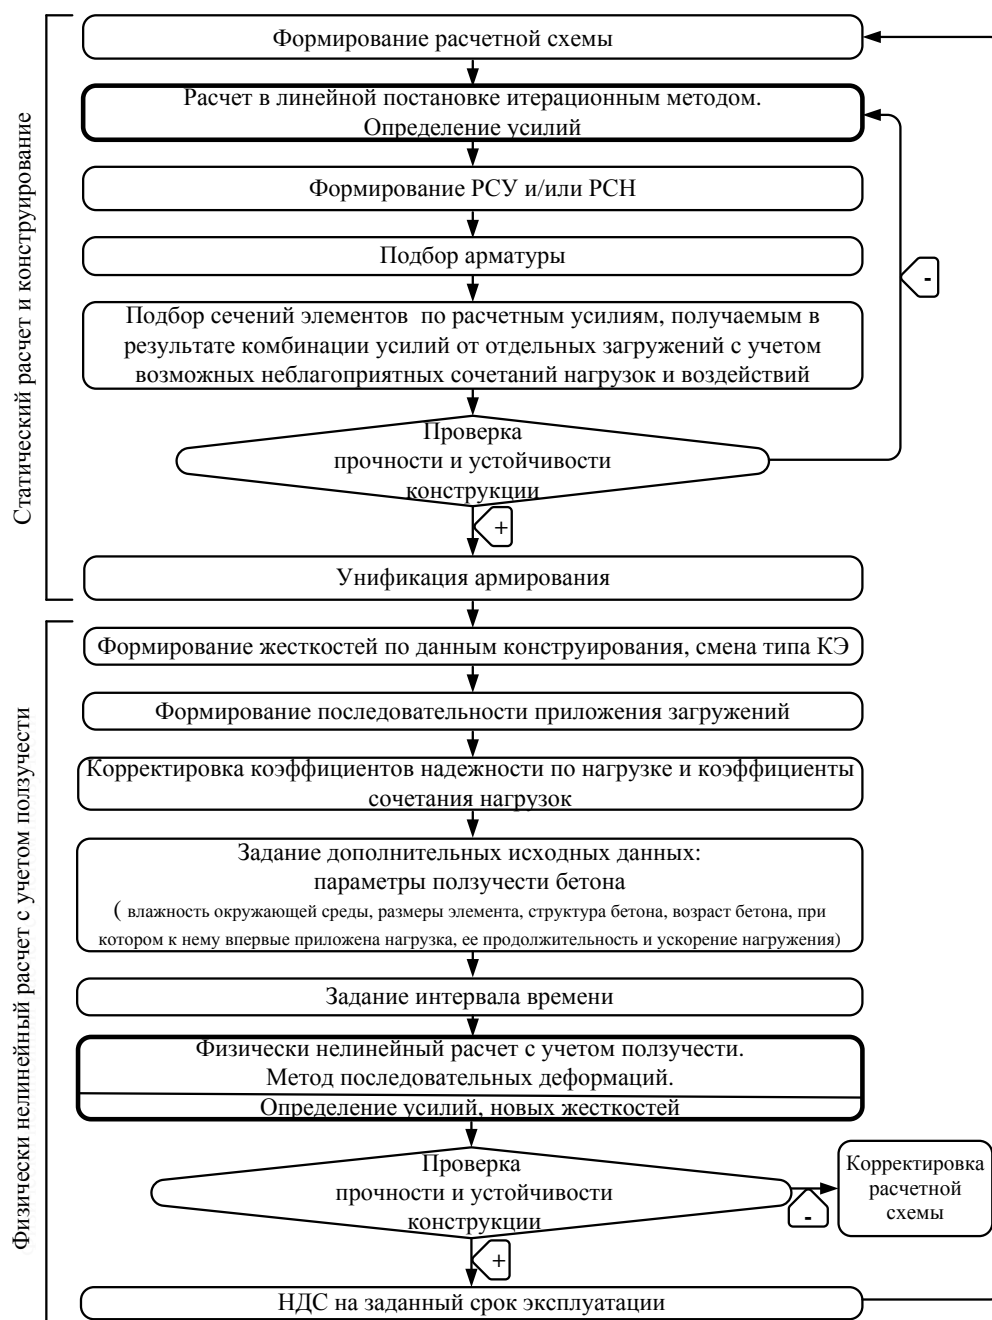 Статический расчет и конструирование
Формирование расчетной схемы
Расчет в линейной постановке итерационным методом.
Определение усилий
Формирование РСУ и/или РСН
Подбор арматуры
Подбор сечений элементов по расчетным усилиям, получаемым в
результате комбинации усилий от отдельных загружений с учетом
возможных неблагоприятных сочетаний нагрузок и воздействий
-
Проверка
прочности и устойчивости
конструкции
+
Унификация армирования
Физически нелинейный расчет с учетом ползучести
Формирование жесткостей по данным конструирования, смена типа КЭ
Формирование последовательности приложения загружений
Корректировка коэффициентов надежности по нагрузке и коэффициенты
сочетания нагрузок
Задание дополнительных исходных данных:
параметры ползучести бетона
( влажность окружающей среды, размеры элемента, структура бетона, возраст бетона, при
котором к нему впервые приложена нагрузка, ее продолжительность и ускорение нагружения)
Задание интервала времени
Физически нелинейный расчет с учетом ползучести.
Метод последовательных деформаций.
Определение усилий, новых жесткостей
Проверка
прочности и устойчивости
конструкции
-
Корректировка
расчетной
схемы
+
НДС на заданный срок эксплуатации